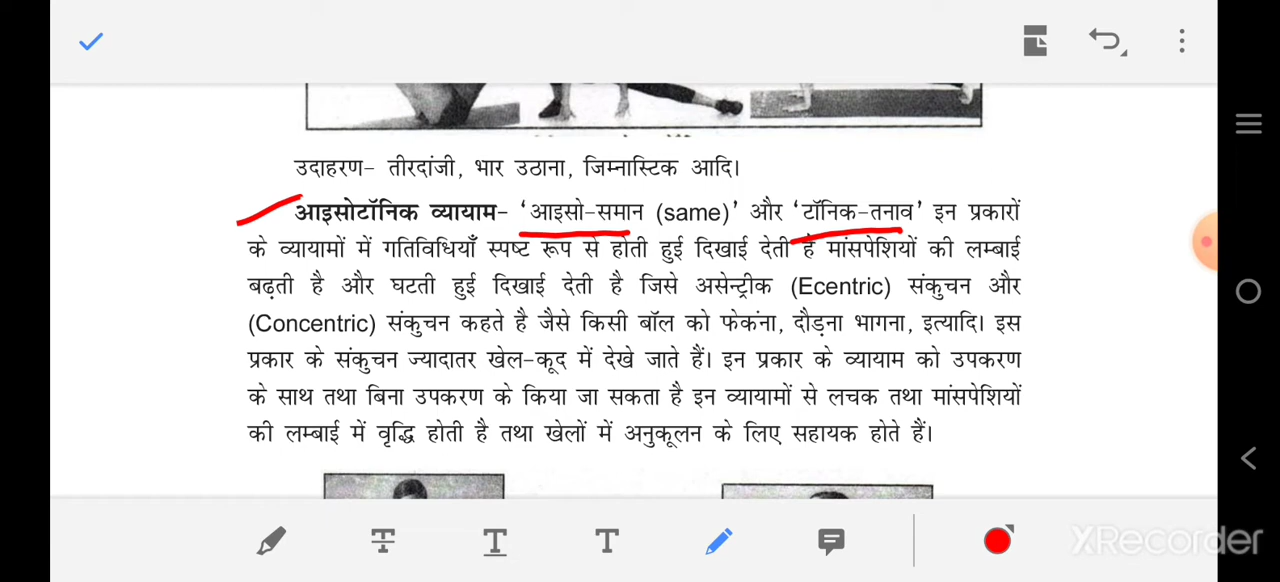 उदाहरण- तीरदांजी, भार उठाना, जिम्नास्टिक आदि।
आइसोटॉनिक व्यायाम- ‘आइसो-समान (same)’ और ‘टॉनिक-तनाव’ इन प्रकारों
के व्यायामों में गतिविधियाँ स्पष्ट रूप से होती हुई दिखाई देती है मांसपेशियों की लम्बाई
बढ़ती है और घटती हुई दिखाई देती है जिसे असेन्ट्रीक (Ecentric) संकुचन और
(Concentric) संकुचन कहते है जैसे किसी बॉल को फेकंना, दौड़ना भागना, इत्यादि। इस
प्रकार के संकुचन ज्यादातर खेल-कूद में देखे जाते हैं। इन प्रकार के व्यायाम को उपकरण
के साथ तथा बिना उपकरण के किया जा सकता है इन व्यायामों से लचक तथा मांसपेशियों
की लम्बाई में वृद्धि होती है तथा खेलों में अनुकूलन के लिए सहायक होते हैं।
T T T
XRecorder